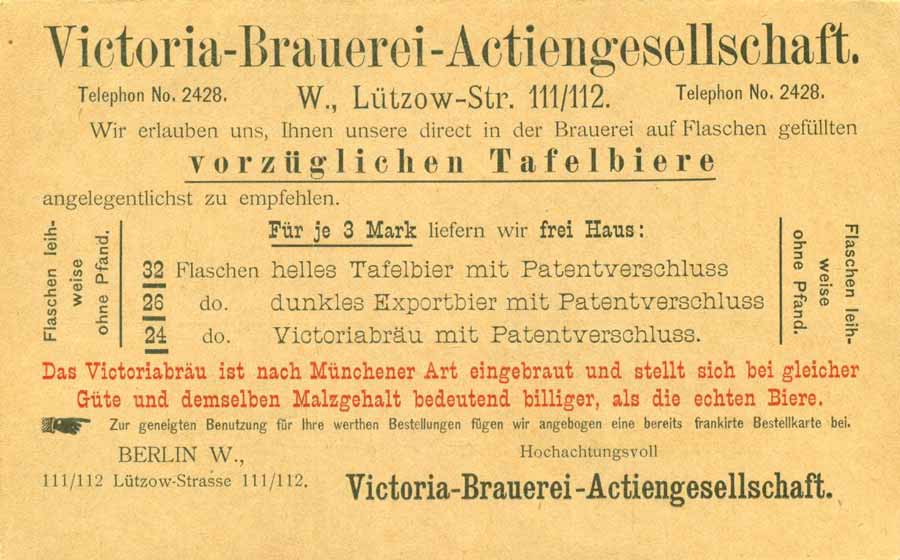 Victoria-Brauerei-Actiengesellschaft.
Telephon No. 2428. W., Lützow-Str. 111/112. Telephon No. 2428.
Wir erlauben uns, Ihnen unsere direct in der Brauerei auf Flaschen gefüllten
vorzüglichen Tafelbiere
angelegentlichst zu empfehlen.
Flaschen leih-
weise
ohne Pfand.
Für je 3 Mark liefern wir frei Haus:
32 Flaschen helles Tafelbier mit Patentverschluss
26 do. dunkles Exportbier mit Patentverschluss
24 do. Victoriabräu mit Patentverschluss.
Flaschen leih-
weise
ohne Pfand.
Das Victoriabräu ist nach Münchener Art eingebraut und stellt sich bei gleicher
Güte und demselben Malzgehalt bedeutend billiger, als die echten Biere.
Zur geneigten Benutzung für Ihre werthen Bestellungen fügen wir angebogen eine bereits frankirte Bestellkarte bei.
BERLIN W., Hochachtungsvoll
111/112 Lützow-Strasse 111/112. Victoria-Brauerei-Actiengesellschaft.